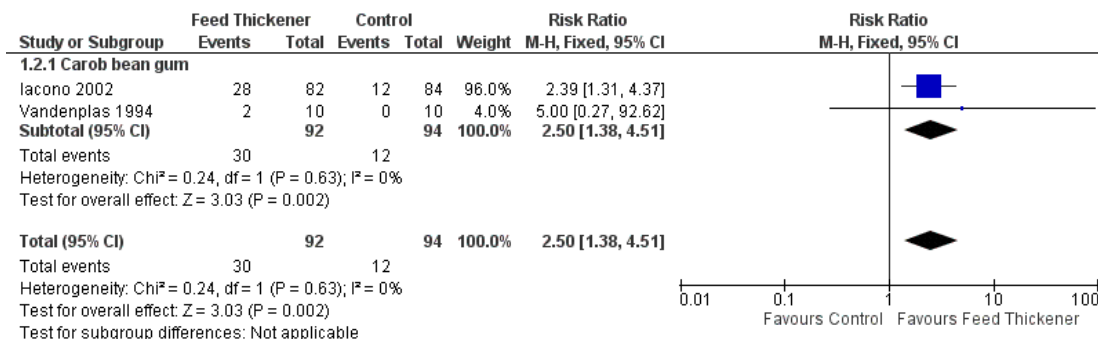 Feed Thickener Control Risk Ratio Risk Ratio
Study or Subgroup Events Total Events Total Weight M-H, Fixed, 95% CI M-H, Fixed, 95% CI
1.2.1 Carob bean gum
Iacono 2002 28 82 12 84 96.0% 2.39 [1.31, 4.37]
Vandenplas 1994 2 10 0 10 4.0% 5.00 [0.27, 92.62]
Subtotal (95% CI) 92 94 100.0% 2.50 [1.38, 4.51]
Total events 30 12
Heterogeneity: Chi² = 0.24, df = 1 (P = 0.63); I² = 0%
Test for overall effect: Z = 3.03 (P = 0.002)
Total (95% CI) 92 94 100.0% 2.50 [1.38, 4.51]
Total events 30 12
Heterogeneity: Chi² = 0.24, df = 1 (P = 0.63); I² = 0%
Test for overall effect: Z = 3.03 (P = 0.002)
Test for subgroup differences: Not applicable
0.01 0.1 1 10 100
Favours Control Favours Feed Thickener